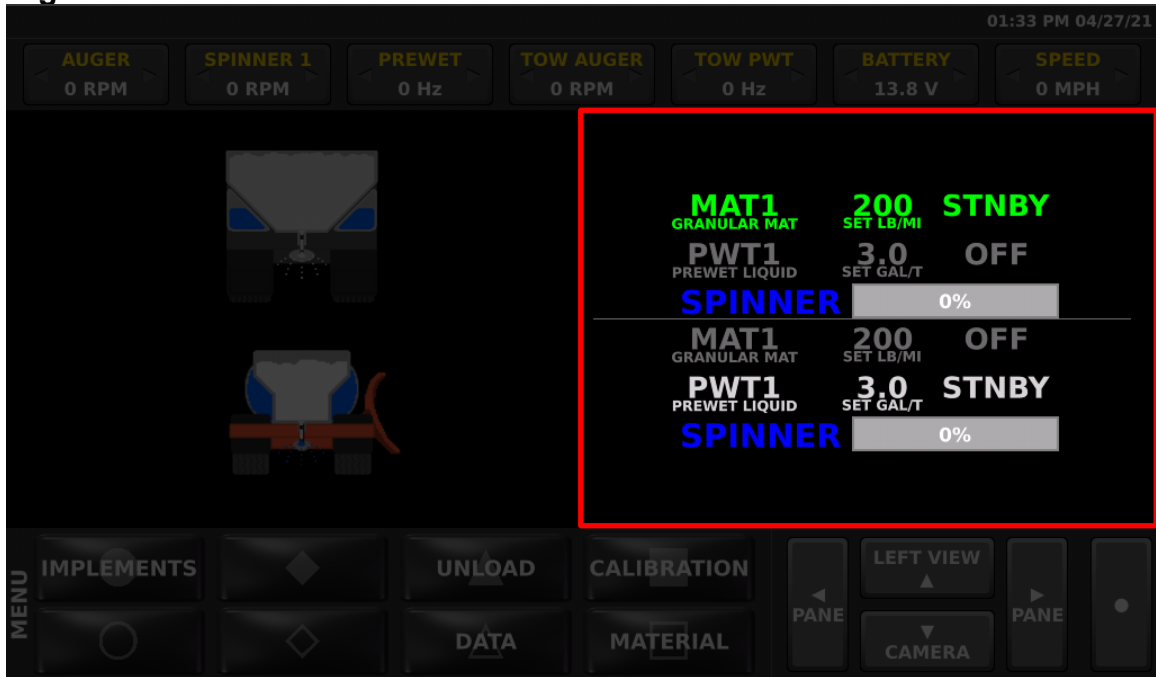 01:33 PM 04/27/21
AUGER SPINNER 1 PREWET TOW AUGER TOW PWT BATTERY SPEED
0 RPM 0 RPM 0 Hz 0 RPM 0 Hz 13.8 V 0 MPH
MAT1 200 STNBY
GRANULAR MAT SET LB/MI
PWT1 3.0 OFF
PREWET LIQUID SET GAL/T
SPINNER 0%
MAT1 200 OFF
GRANULAR MAT SET LB/MI
PWT1 3.0 STNBY
PREWET LIQUID SET GAL/T
SPINNER 0%
MENU
IMPLEMENTS UNLOAD CALIBRATION
DATA MATERIAL
PANE
LEFT VIEW
CAMERA
PANE